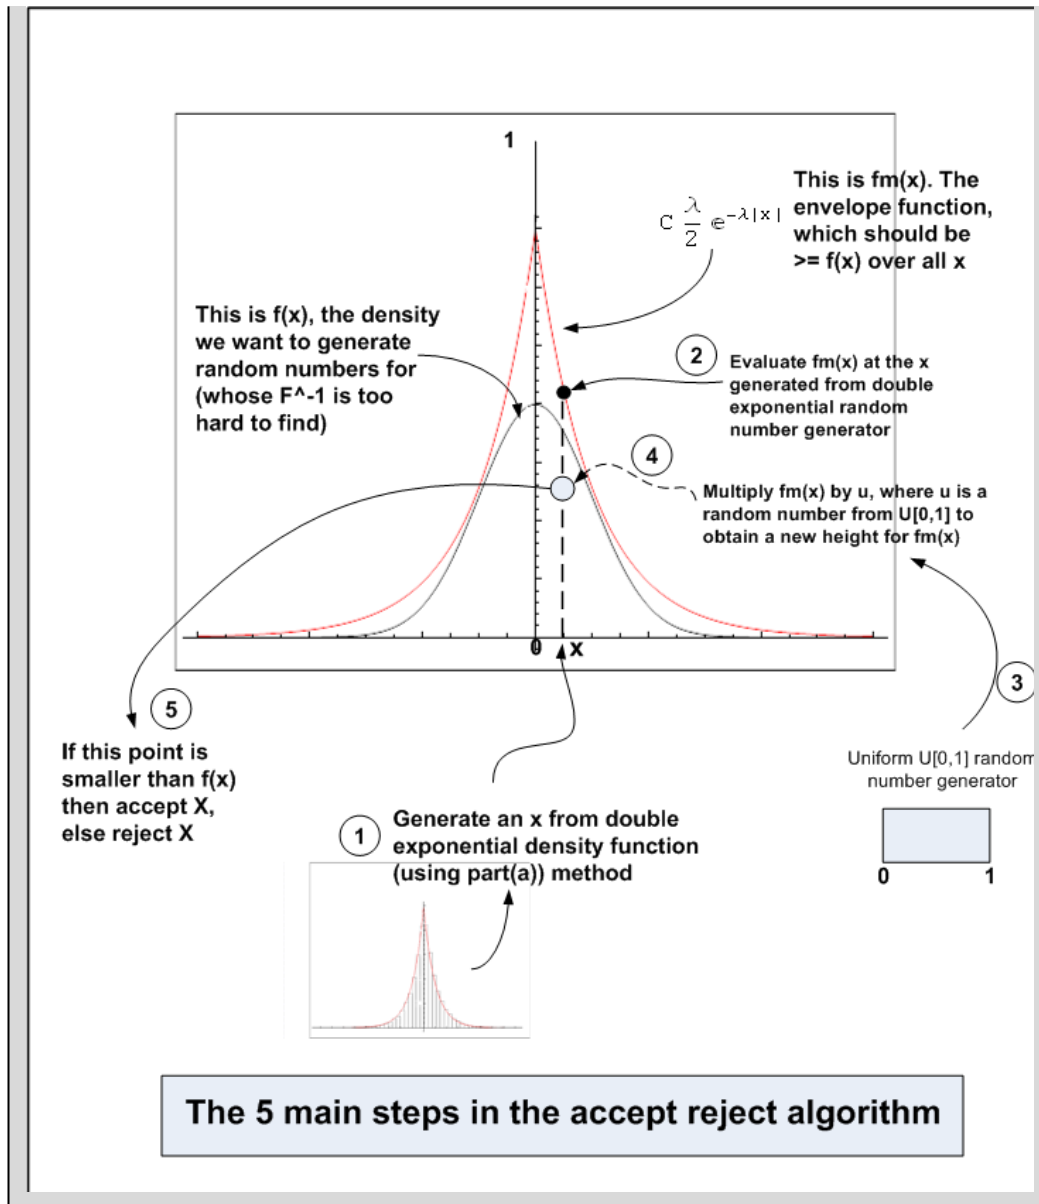 1
This is fm(x). The
envelope function,
which should be
>= f(x) over all x
C λ/2 e^-λ|x|
This is f(x), the density
we want to generate
random numbers for
(whose F^-1 is too
hard to find)
2
Evaluate fm(x) at the x
generated from double
exponential random
number generator
4
Multiply fm(x) by u, where u is a
random number from U[0,1] to
obtain a new height for fm(x)
0
x
3
5
If this point is
smaller than f(x)
then accept X,
else reject X
Uniform U[0,1] random
number generator
0
1
1
Generate an x from double
exponential density function
(using part(a)) method
The 5 main steps in the accept reject algorithm